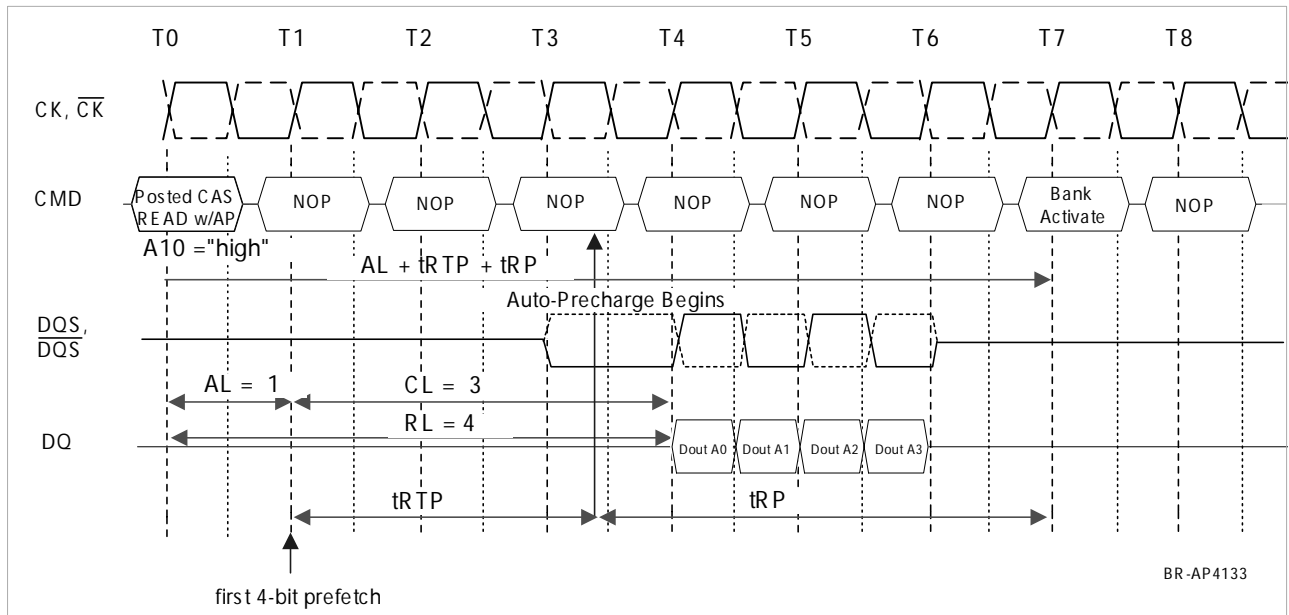 T0 T1 T2 T3 T4 T5 T6 T7 T8
CK, CK
CMD
Posted CAS
READ w/AP
NOP NOP NOP NOP NOP NOP
Bank
Activate
NOP
A10 ="high"
AL + tRTP + tRP
Auto-Precharge Begins
DQS,
DQS
AL = 1
CL = 3
RL = 4
DQ
Dout A0 Dout A1 Dout A2 Dout A3
tRTP
tRP
first 4-bit prefetch
BR-AP4133